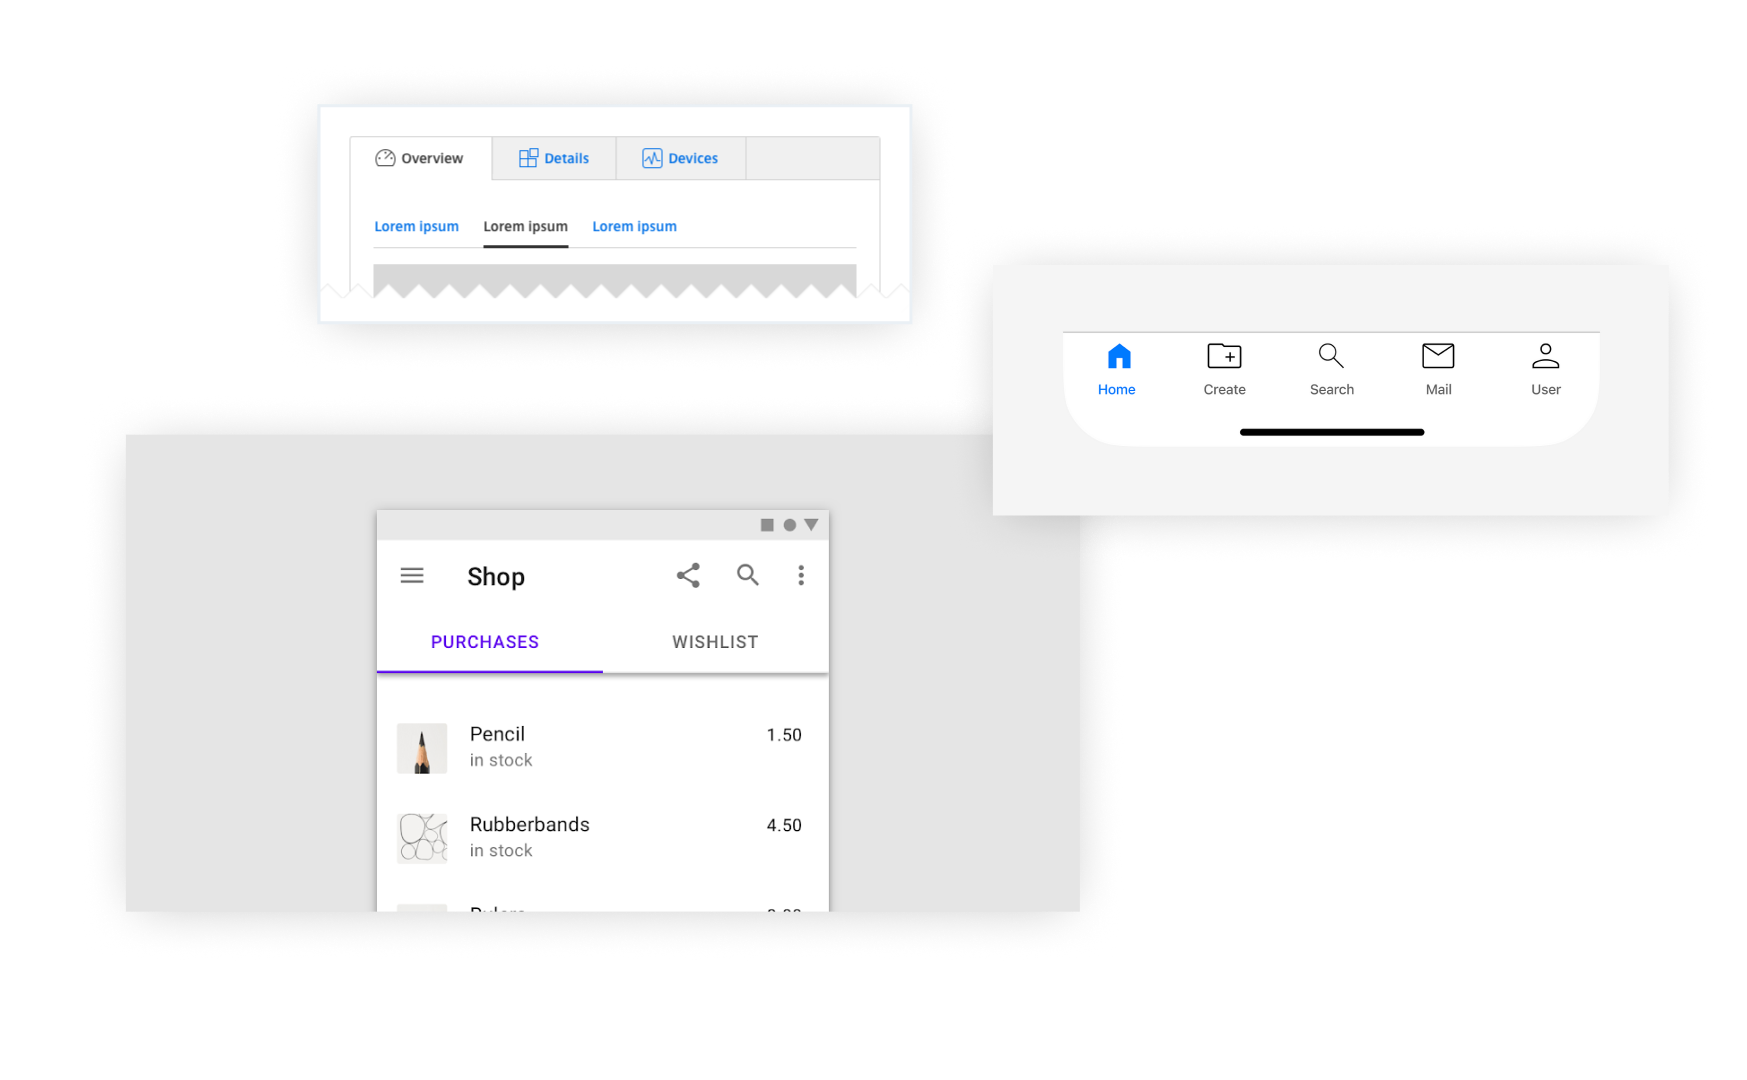 Overview Details Devices
Lorem ipsum Lorem ipsum Lorem ipsum
Home Create Search Mail User
Shop
PURCHASES WISHLIST
Pencil 1.50
in stock
Rubberbands 4.50
in stock